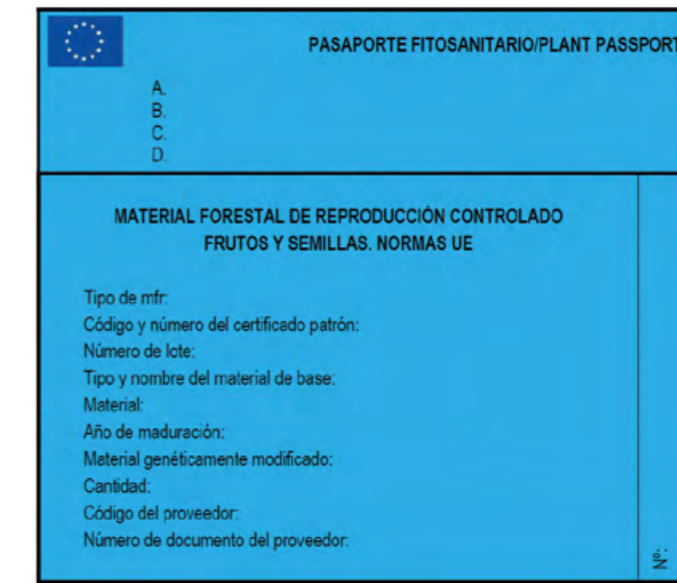 PASAPORTE FITOSANITARIO/PLANT PASSPORT
A.
B.
C.
D.
MATERIAL FORESTAL DE REPRODUCCIÓN CONTROLADO
FRUTOS Y SEMILLAS. NORMAS UE
Tipo de mfr:
Código y número del certificado patrón:
Número de lote:
Tipo y nombre del material de base:
Material:
Año de maduración:
Material genéticamente modificado:
Cantidad:
Código del proveedor:
Número de documento del proveedor:
Nº: